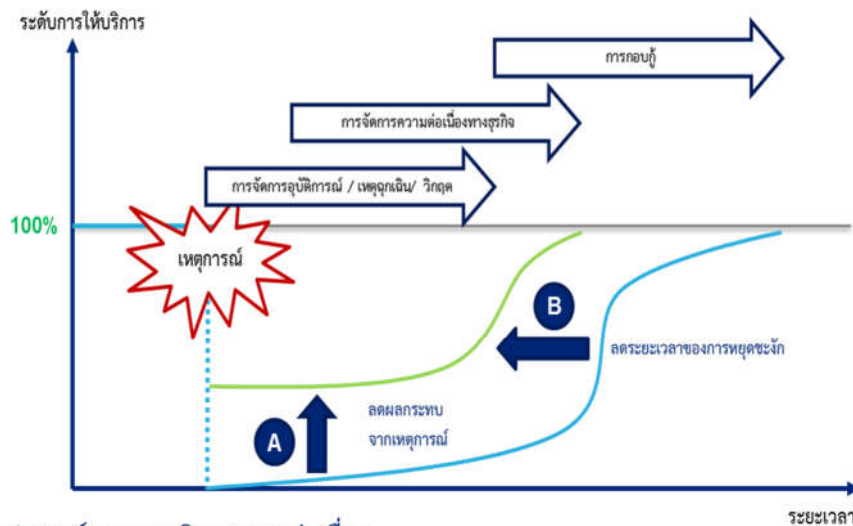 ระดับการให้บริการ
การกอบกู้
การจัดการความต่อเนื่องทางธุรกิจ
การจัดการอุบัติการณ์ / เหตุฉุกเฉิน/ วิกฤต
100%
เหตุการณ์
B
ลดระยะเวลาของการหยุดชะงัก
A
ลดผลกระทบ
จากเหตุการณ์
ระยะเวลา